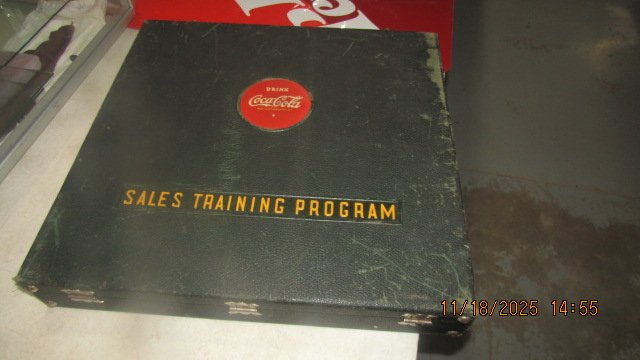 DRINK
Coca-Cola
SALES TRAINING PROGRAM
11/18/2025 14:55